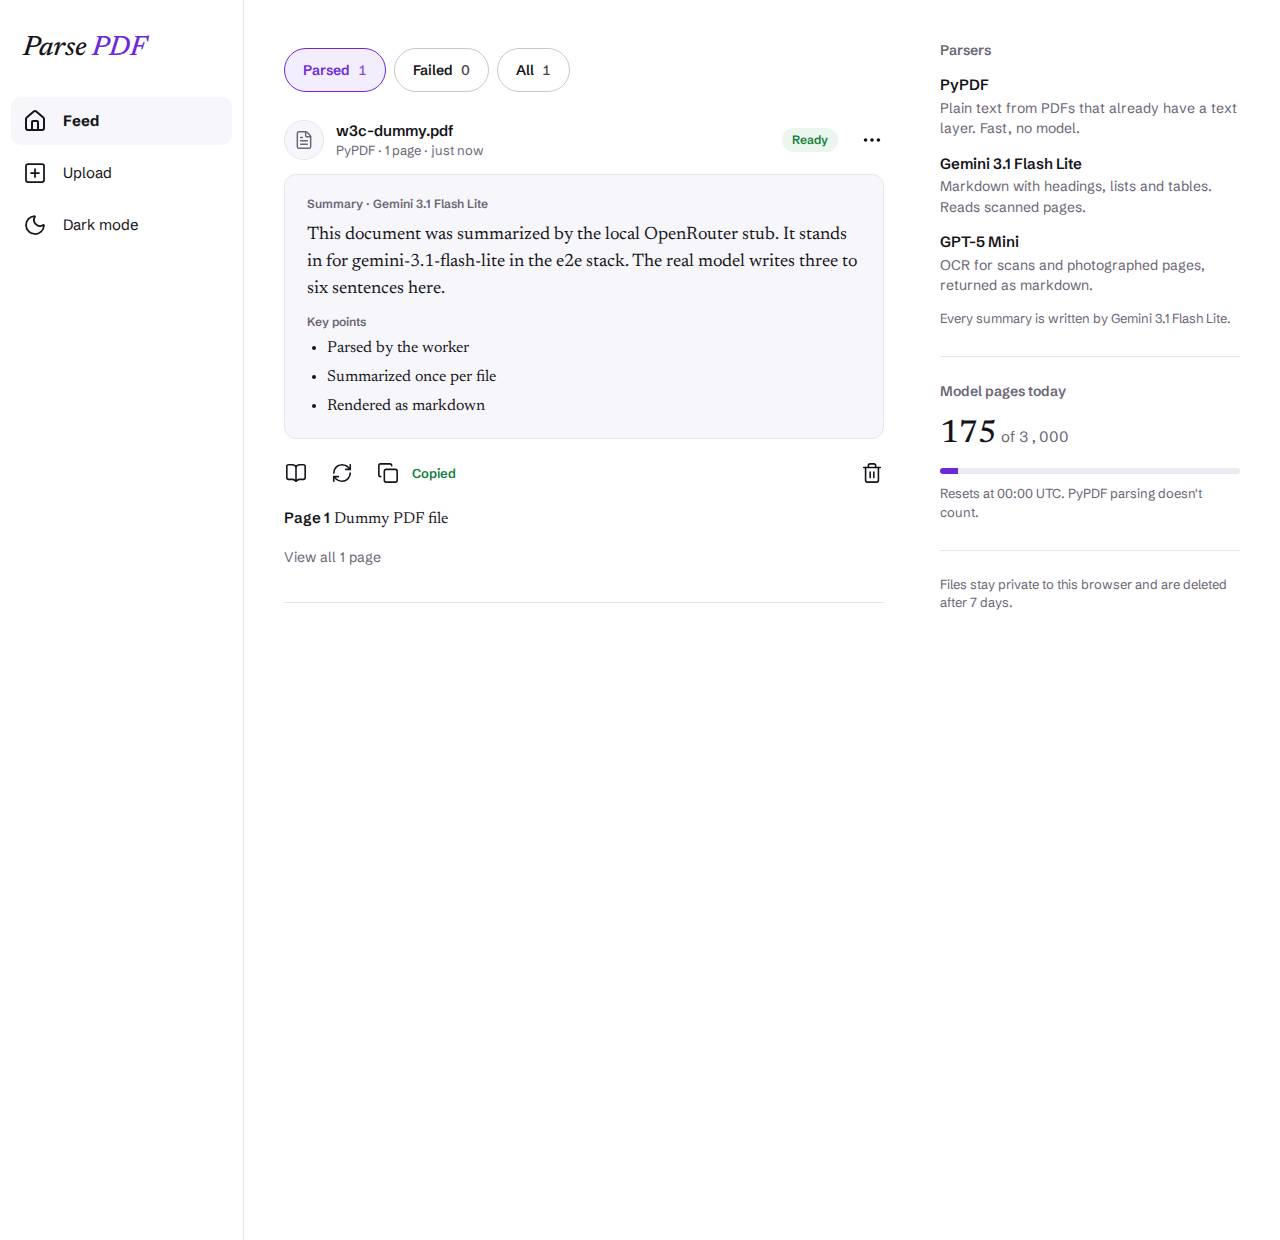 Parse PDF
Feed
Upload
Dark mode
Parsed 1
Failed 0
All 1
w3c-dummy.pdf
PyPDF · 1 page · just now
Ready
Summary · Gemini 3.1 Flash Lite
This document was summarized by the local OpenRouter stub. It stands
in for gemini-3.1-flash-lite in the e2e stack. The real model writes three to
six sentences here.
Key points
• Parsed by the worker
• Summarized once per file
• Rendered as markdown
Copied
Page 1 Dummy PDF file
View all 1 page
Parsers
PyPDF
Plain text from PDFs that already have a text
layer. Fast, no model.
Gemini 3.1 Flash Lite
Markdown with headings, lists and tables.
Reads scanned pages.
GPT-5 Mini
OCR for scans and photographed pages,
returned as markdown.
Every summary is written by Gemini 3.1 Flash Lite.
Model pages today
175 of 3,000
Resets at 00:00 UTC. PyPDF parsing doesn't
count.
Files stay private to this browser and are deleted
after 7 days.